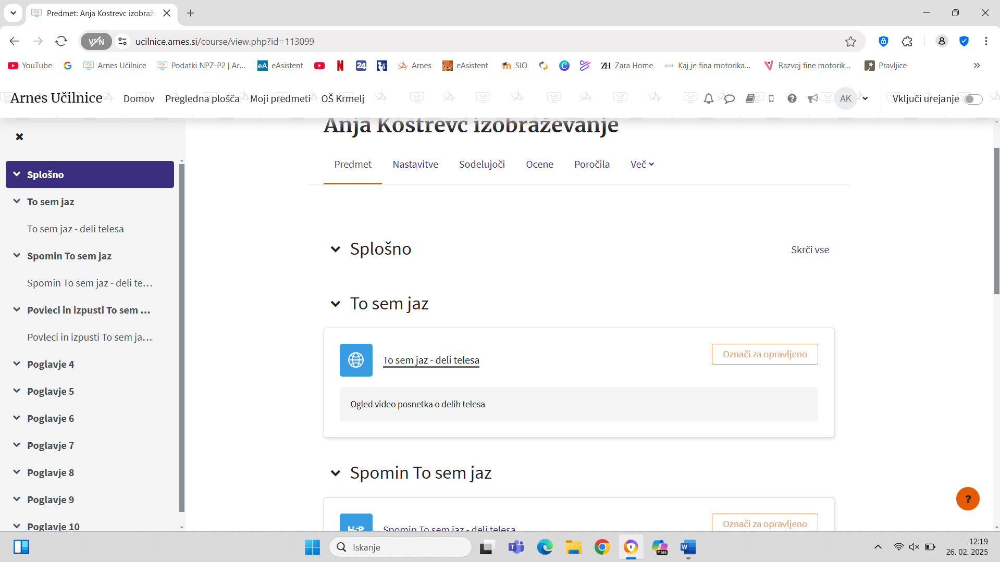 Predmet: Anja Kostrevc izobraže
VPN
ucilnice.arnes.si/course/view.php?id=113099
YouTube
Arnes Učilnice
Podatki NPZ-P2 | Ar...
eA eAsistent
24
Arnes
eAsistent
SIO
ZH Zara Home
Kaj je fina motorika...
Razvoj fine motorik...
Pravljice
Arnes Učilnice
Domov
Pregledna plošča
Moji predmeti
OŠ Krmelj
AK
Vključi urejanje
Splošno
To sem jaz
To sem jaz - deli telesa
Spomin To sem jaz
Spomin To sem jaz - deli te...
Povleci in izpusti To sem ...
Povleci in izpusti To sem ja...
Poglavje 4
Poglavje 5
Poglavje 6
Poglavje 7
Poglavje 8
Poglavje 9
Poglavje 10
Anja Kostrevc izobraževanje
Predmet
Nastavitve
Sodelujoči
Ocene
Poročila
Več
Splošno
Skrči vse
To sem jaz
To sem jaz - deli telesa
Označi za opravljeno
Ogled video posnetka o delih telesa
Spomin To sem jaz
H5P
Spomin To sem jaz - deli telesa
Označi za opravljeno
?
Iskanje
M365
12:19
26. 02. 2025